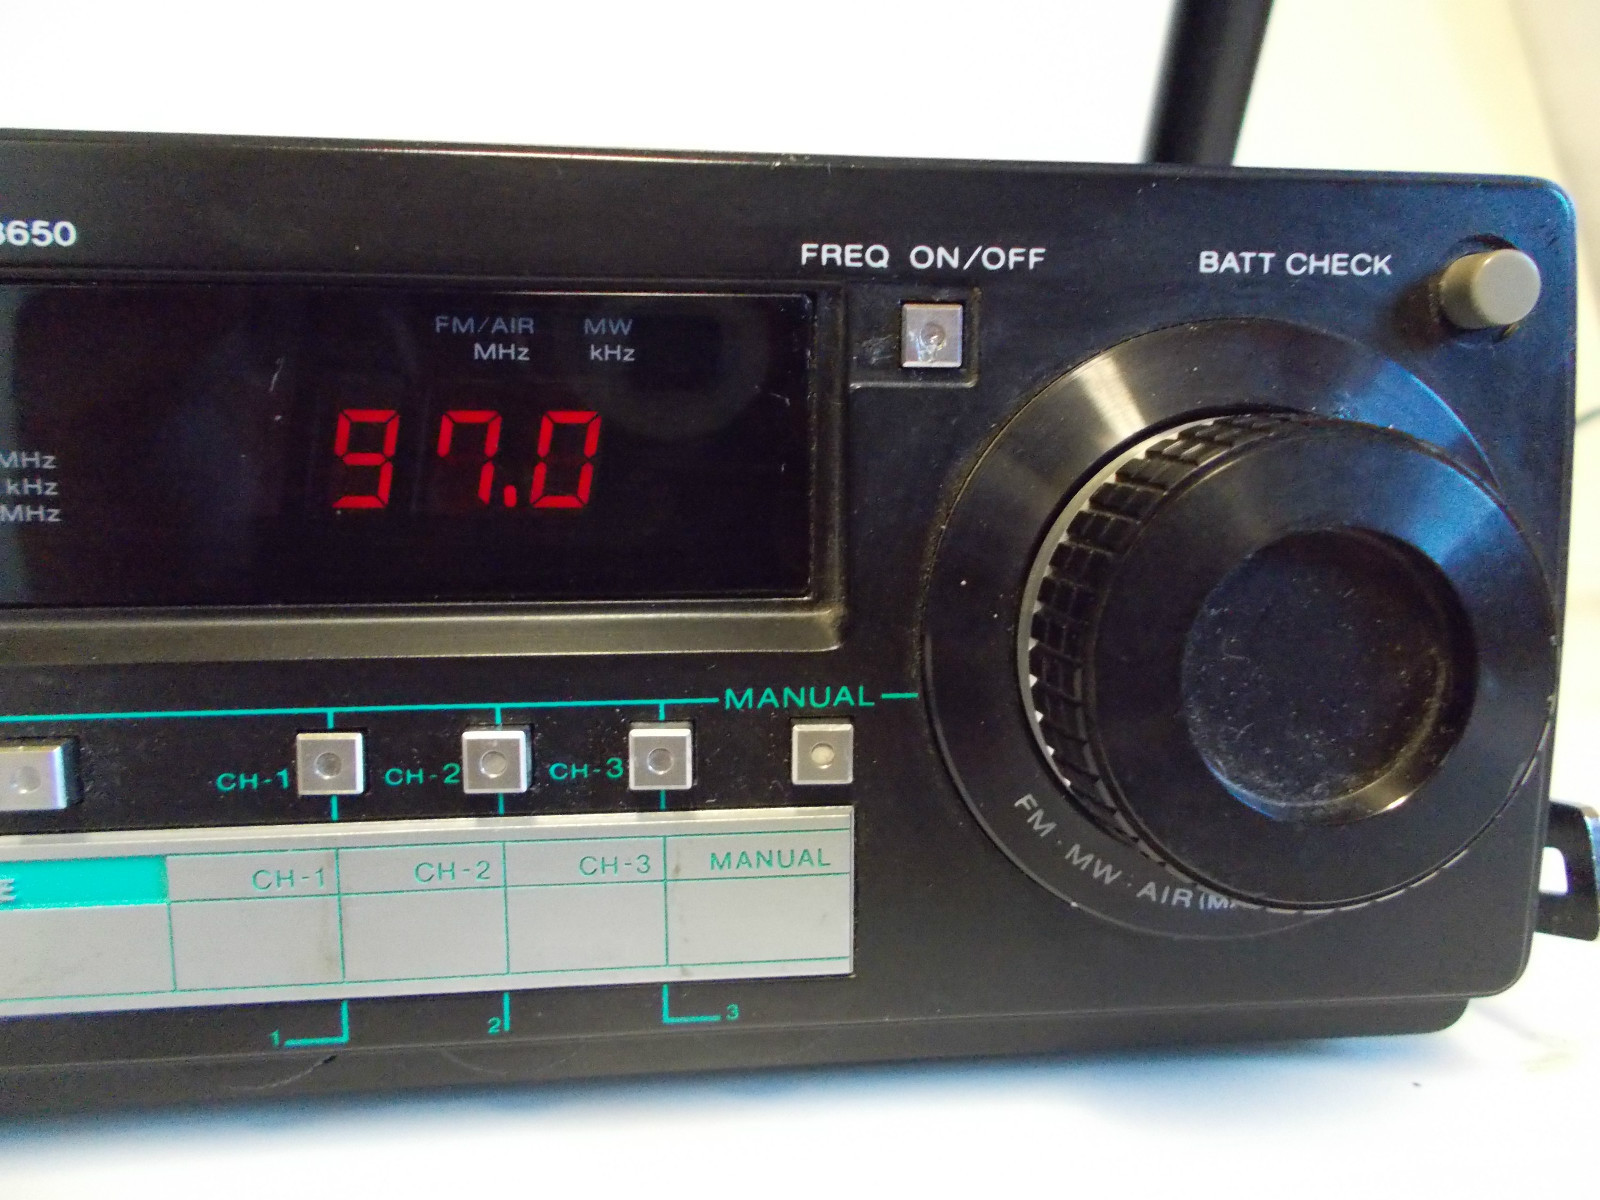 3650
FREQ ON/OFF
BATT CHECK
FM/AIR MW
MHz kHz
97.0
MHz
kHz
MHz
MANUAL
CH-1 CH-2 CH-3
CH-1 CH-2 CH-3 MANUAL
FM · MW · AIR
1 2 3